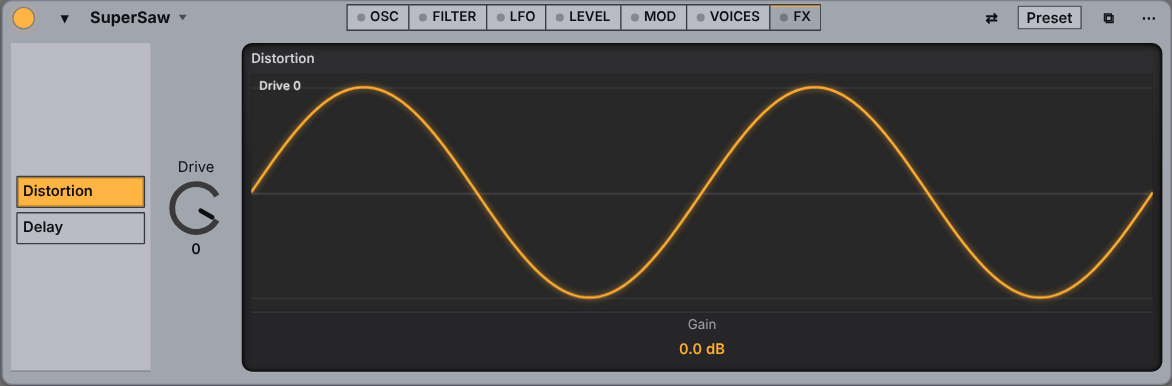 SuperSaw
OSC FILTER LFO LEVEL MOD VOICES FX
Preset
Distortion
Drive 0
Drive
0
Distortion
Delay
Gain
0.0 dB